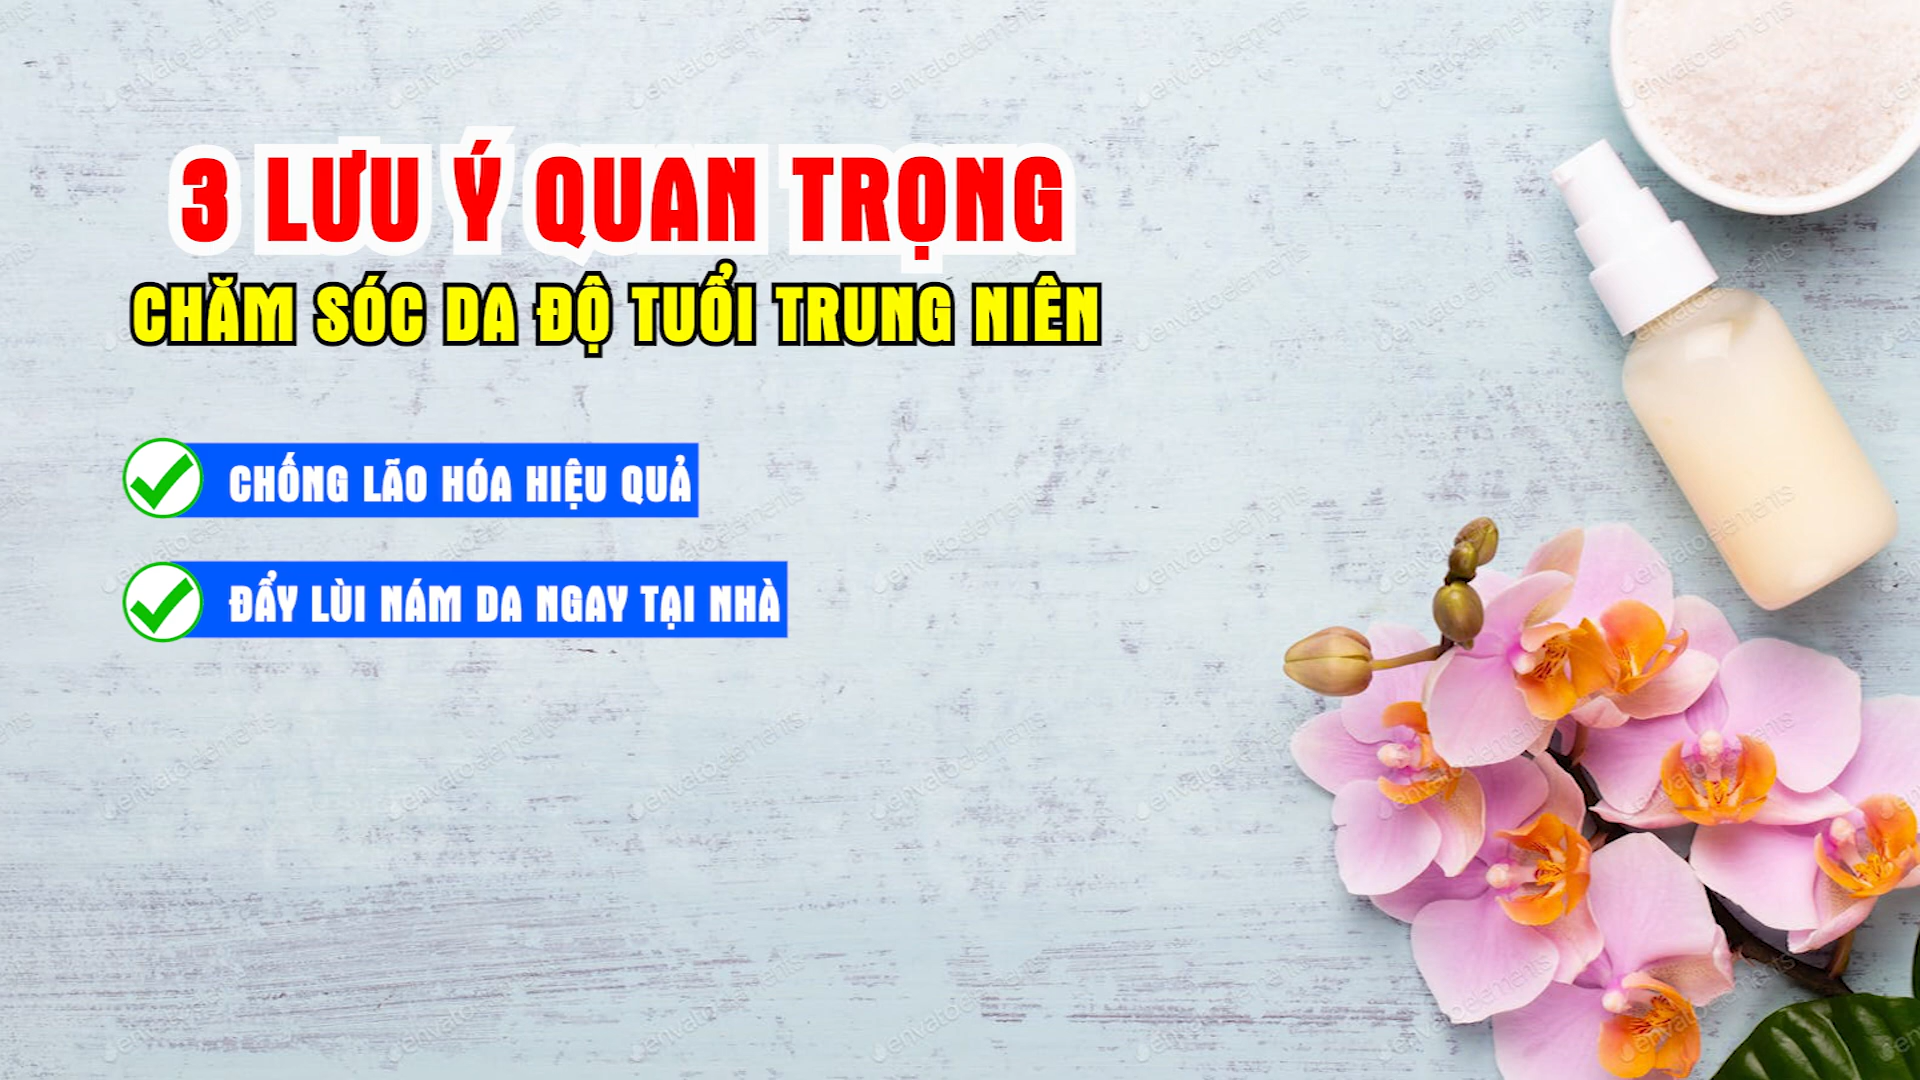 3 LƯU Ý QUAN TRỌNG
CHĂM SÓC DA ĐỘ TUỔI TRUNG NIÊN
CHỐNG LÃO HÓA HIỆU QUẢ
ĐẨY LÙI NÁM DA NGAY TẠI NHÀ
envatoelements